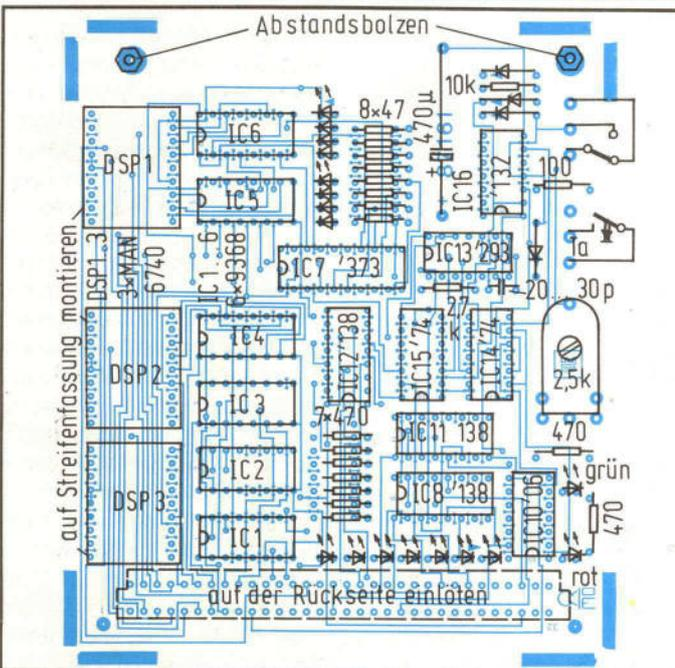 Abstandsbolzen
10k
8×47
470µ
+
DSP1
IC6
IC16
'132
100
IC5
1a
auf Streifenfassung montieren
DSP1...3
3×MAN
6740
IC1...6
6×9368
IC7 '373
IC13 '293
2,7
k
20...30p
DSP2
IC4
IC12 '138
IC15 '74
IC14 '74
2,5k
IC3
7×470
IC11 '138
470
grün
DSP3
IC2
IC8 '138
IC10 '06
470
IC1
rot
auf der Rückseite einlöten